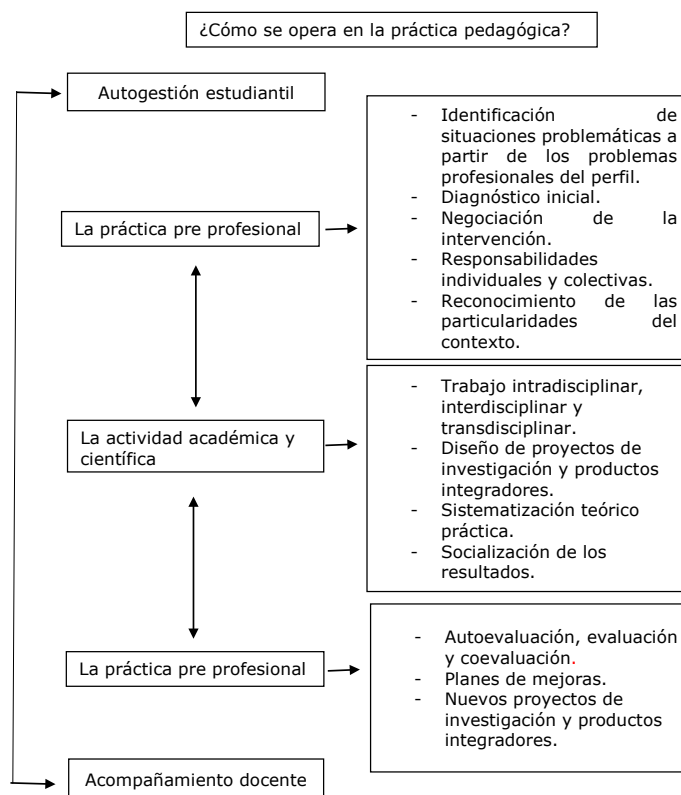 ¿Cómo se opera en la práctica pedagógica?
Autogestión estudiantil
- Identificación de
situaciones problemáticas a
partir de los problemas
profesionales del perfil.
- Diagnóstico inicial.
- Negociación de la
intervención.
- Responsabilidades
individuales y colectivas.
- Reconocimiento de las
particularidades del
contexto.
La práctica pre profesional
- Trabajo intradisciplinar,
interdisciplinar y
transdisciplinar.
- Diseño de proyectos de
investigación y productos
integradores.
- Sistematización teórico
práctica.
- Socialización de los
resultados.
La actividad académica y
científica
- Autoevaluación, evaluación
y coevaluación.
- Planes de mejoras.
- Nuevos proyectos de
investigación y productos
integradores.
La práctica pre profesional
Acompañamiento docente